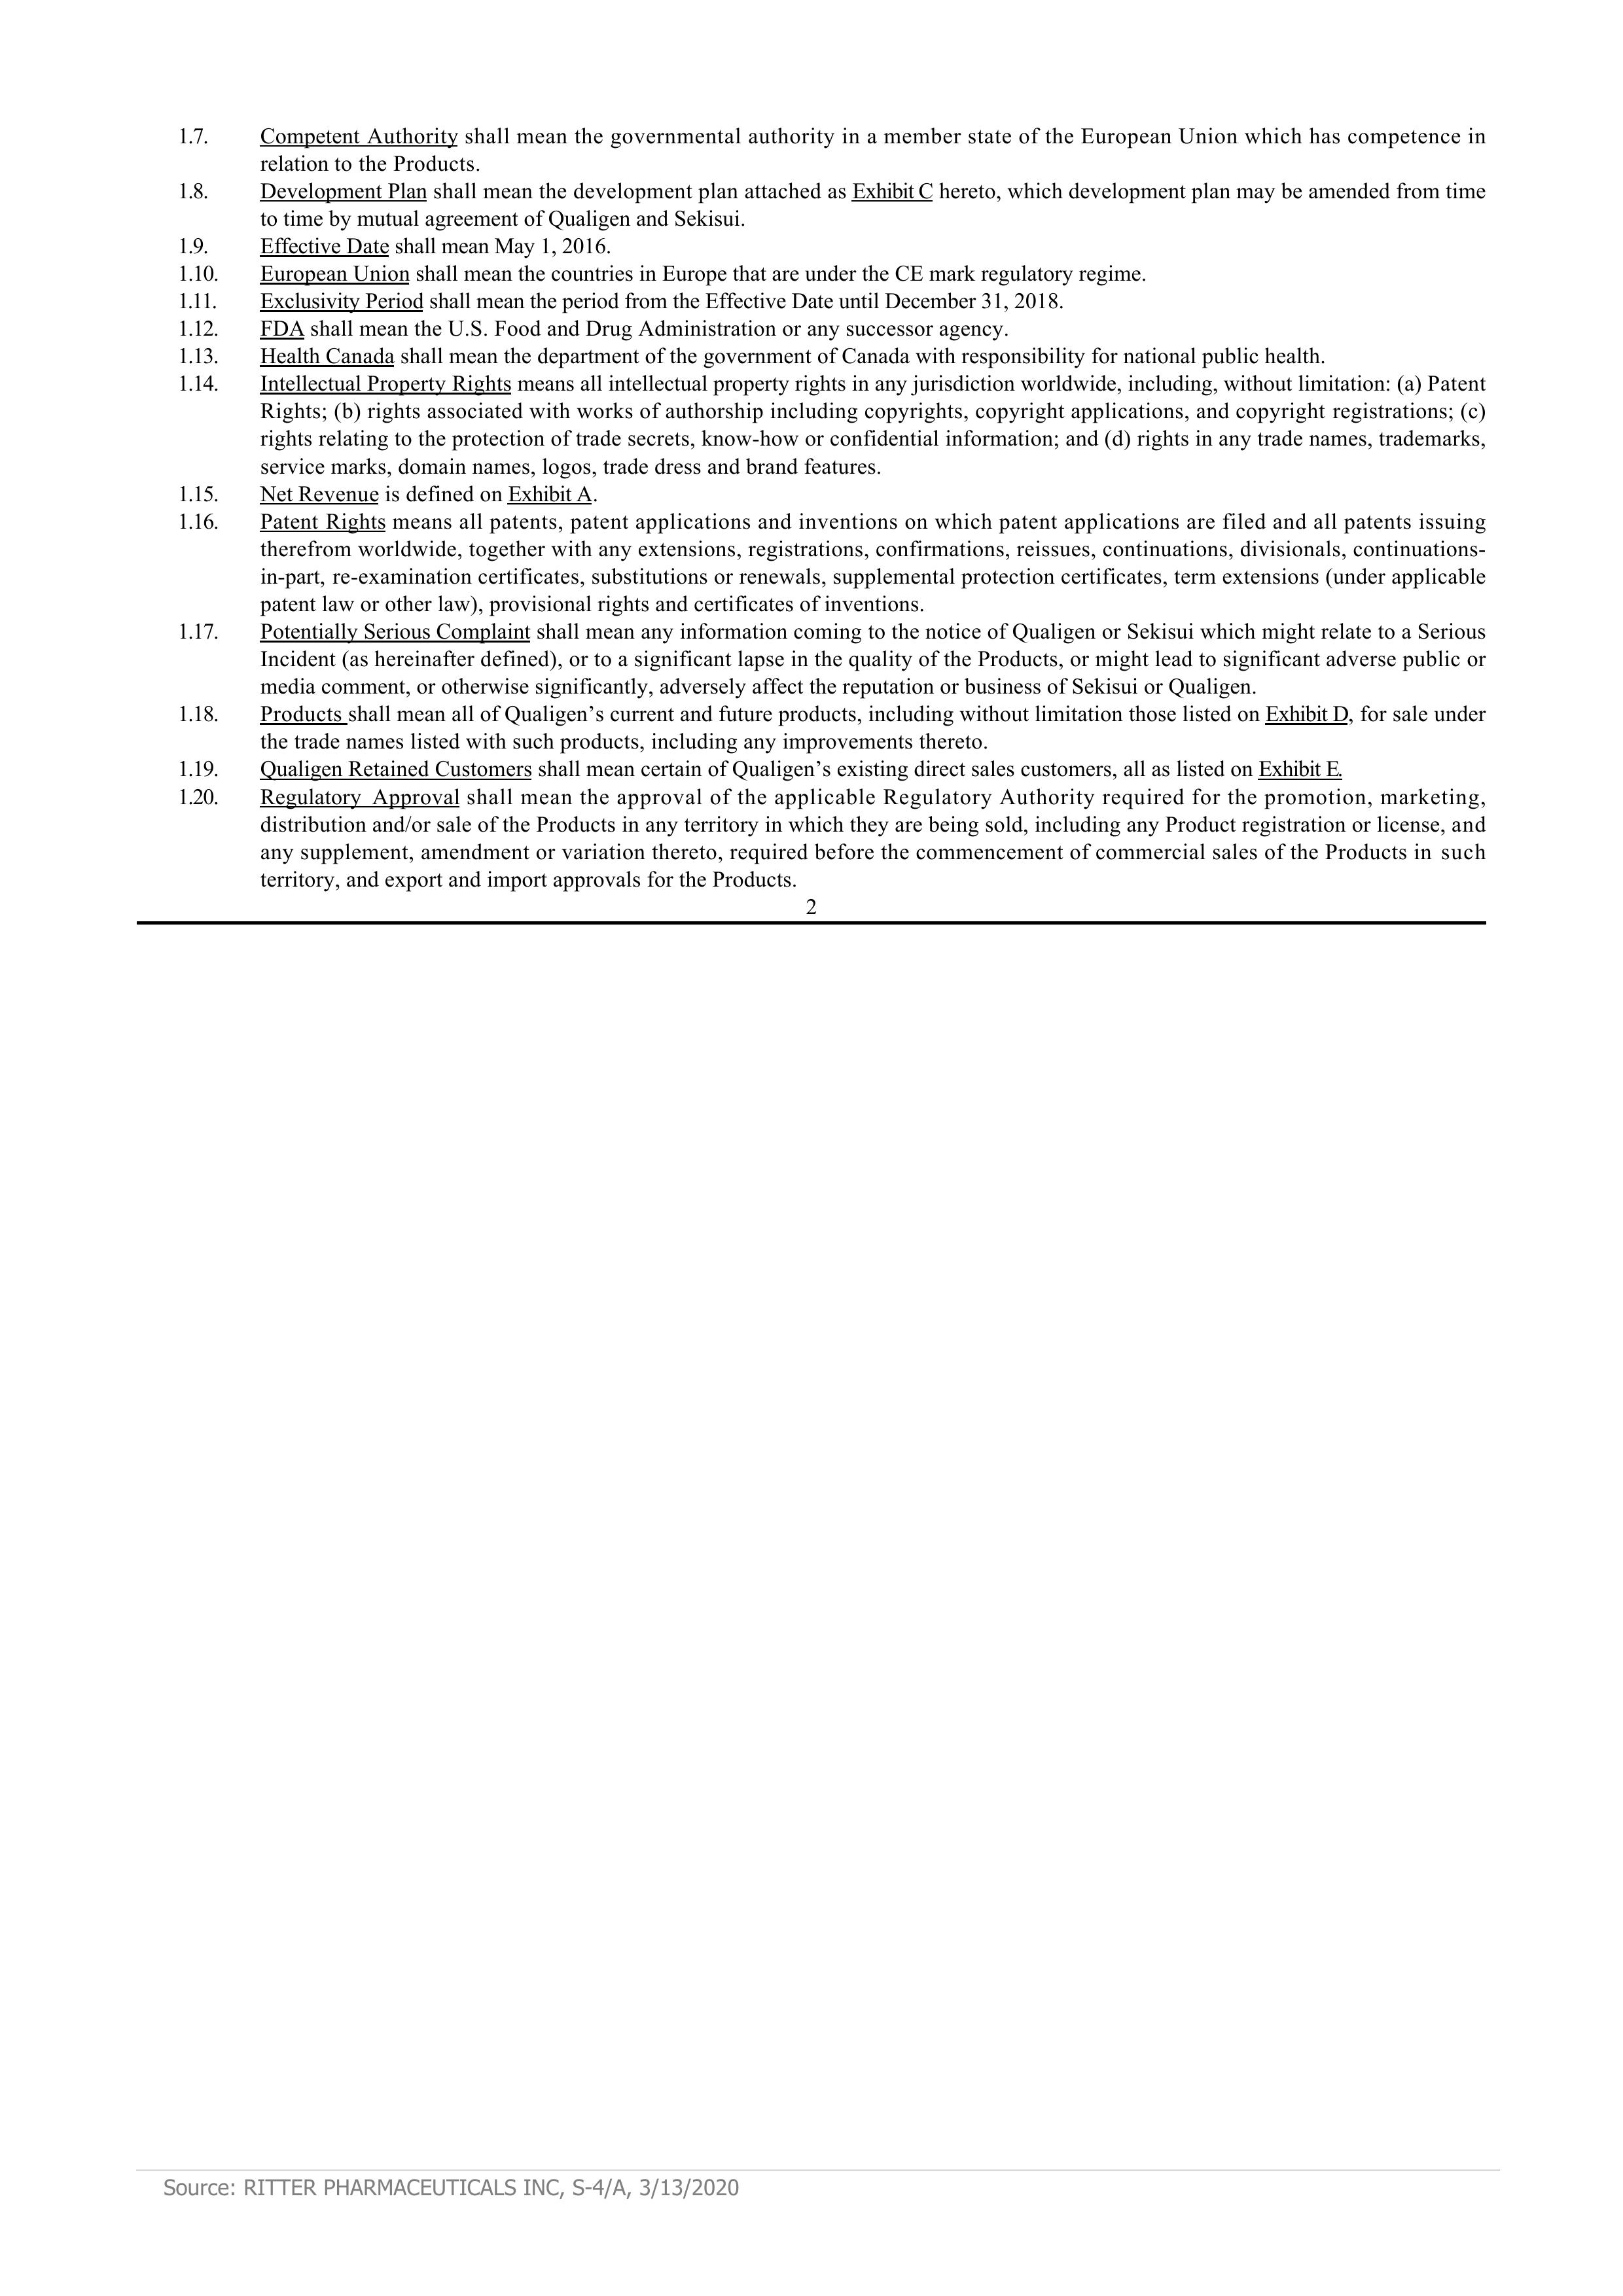 1.7. Competent Authority shall mean the governmental authority in a member state of the European Union which has competence in
relation to the Products.
1.8. Development Plan shall mean the development plan attached as Exhibit C hereto, which development plan may be amended from time
to time by mutual agreement of Qualigen and Sekisui.
1.9. Effective Date shall mean May 1, 2016.
1.10. European Union shall mean the countries in Europe that are under the CE mark regulatory regime.
1.11. Exclusivity Period shall mean the period from the Effective Date until December 31, 2018.
1.12. FDA shall mean the U.S. Food and Drug Administration or any successor agency.
1.13. Health Canada shall mean the department of the government of Canada with responsibility for national public health.
1.14. Intellectual Property Rights means all intellectual property rights in any jurisdiction worldwide, including, without limitation: (a) Patent
Rights; (b) rights associated with works of authorship including copyrights, copyright applications, and copyright registrations; (c)
rights relating to the protection of trade secrets, know-how or confidential information; and (d) rights in any trade names, trademarks,
service marks, domain names, logos, trade dress and brand features.
1.15. Net Revenue is defined on Exhibit A.
1.16. Patent Rights means all patents, patent applications and inventions on which patent applications are filed and all patents issuing
therefrom worldwide, together with any extensions, registrations, confirmations, reissues, continuations, divisionals, continuations-
in-part, re-examination certificates, substitutions or renewals, supplemental protection certificates, term extensions (under applicable
patent law or other law), provisional rights and certificates of inventions.
1.17. Potentially Serious Complaint shall mean any information coming to the notice of Qualigen or Sekisui which might relate to a Serious
Incident (as hereinafter defined), or to a significant lapse in the quality of the Products, or might lead to significant adverse public or
media comment, or otherwise significantly, adversely affect the reputation or business of Sekisui or Qualigen.
1.18. Products shall mean all of Qualigen’s current and future products, including without limitation those listed on Exhibit D, for sale under
the trade names listed with such products, including any improvements thereto.
1.19. Qualigen Retained Customers shall mean certain of Qualigen’s existing direct sales customers, all as listed on Exhibit E.
1.20. Regulatory Approval shall mean the approval of the applicable Regulatory Authority required for the promotion, marketing,
distribution and/or sale of the Products in any territory in which they are being sold, including any Product registration or license, and
any supplement, amendment or variation thereto, required before the commencement of commercial sales of the Products in such
territory, and export and import approvals for the Products.
2
Source: RITTER PHARMACEUTICALS INC, S-4/A, 3/13/2020